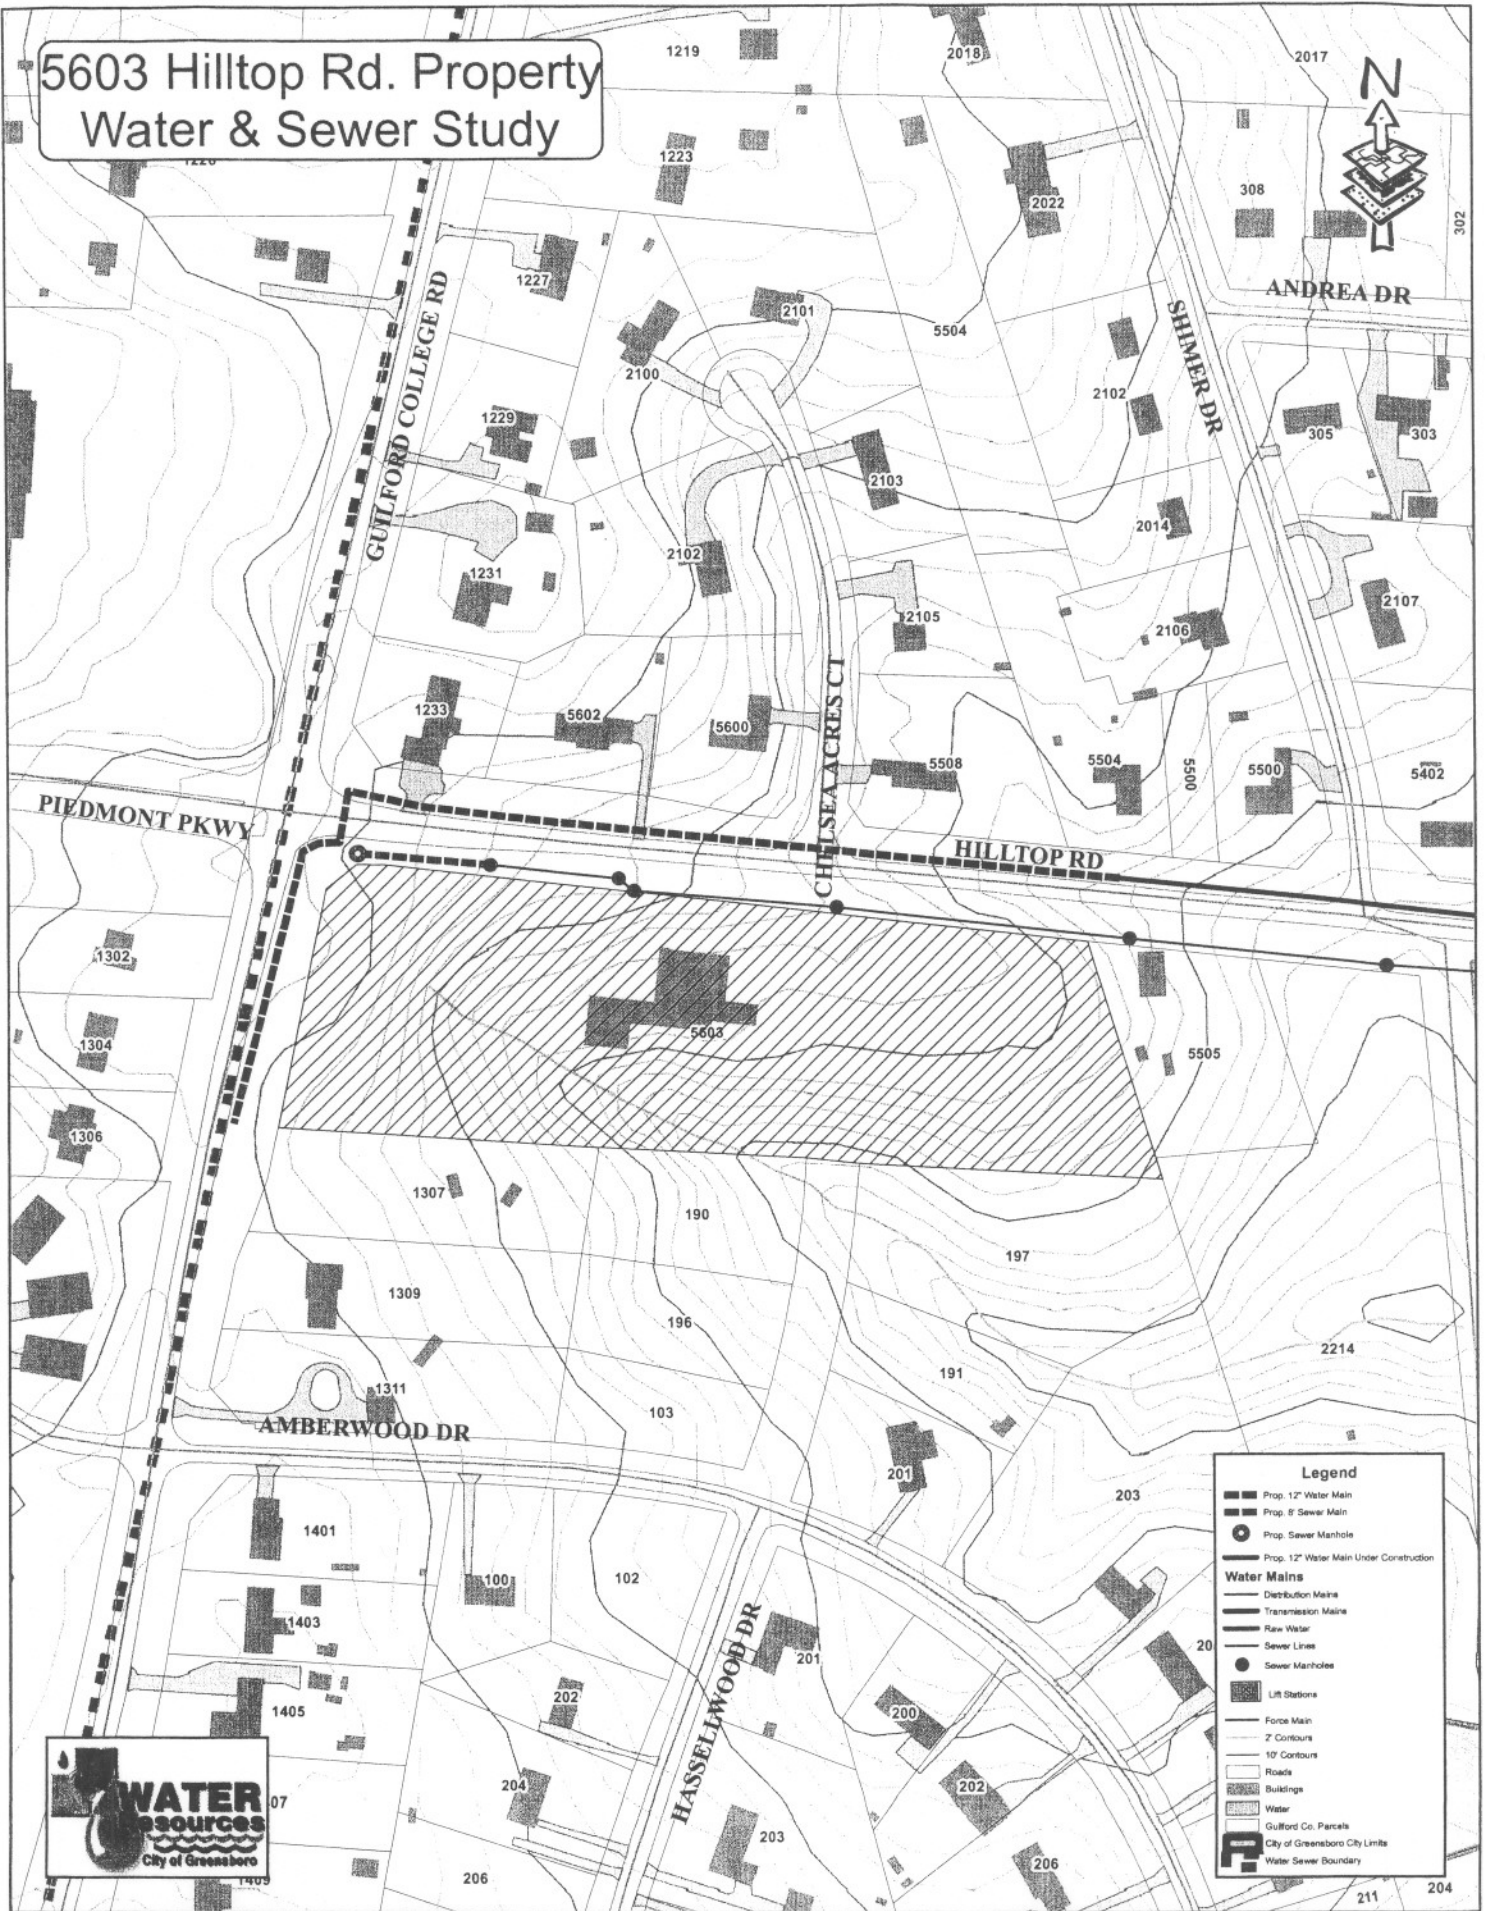 5603 Hilltop Rd. Property
Water & Sewer Study
N
1219
2018
2017
1223
2022
308
302
1227
ANDREA DR
2101
5504
SHIMER DR
2100
GUILFORD COLLEGE RD
2102
1229
305
303
2103
2014
2102
1231
2105
2106
2107
1233
5602
5600
CHELSEA ACRES CT
5508
5504
5500
5500
5402
PIEDMONT PKWY
HILLTOP RD
1302
5603
1304
5505
1306
1307
190
197
1309
196
2214
191
1311
103
AMBERWOOD DR
201
203
1401
100
102
1403
HASSELLWOOD DR
201
1405
202
200
204
202
203
206
206
211
204
07
1409
Legend
Prop. 12" Water Main
Prop. 8' Sewer Main
Prop. Sewer Manhole
Prop. 12" Water Main Under Construction
Water Mains
Distribution Mains
Transmission Mains
Raw Water
Sewer Lines
Sewer Manholes
Lift Stations
Force Main
2' Contours
10' Contours
Roads
Buildings
Water
Guilford Co. Parcels
City of Greensboro City Limits
Water Sewer Boundary
WATER
Resources
City of Greensboro